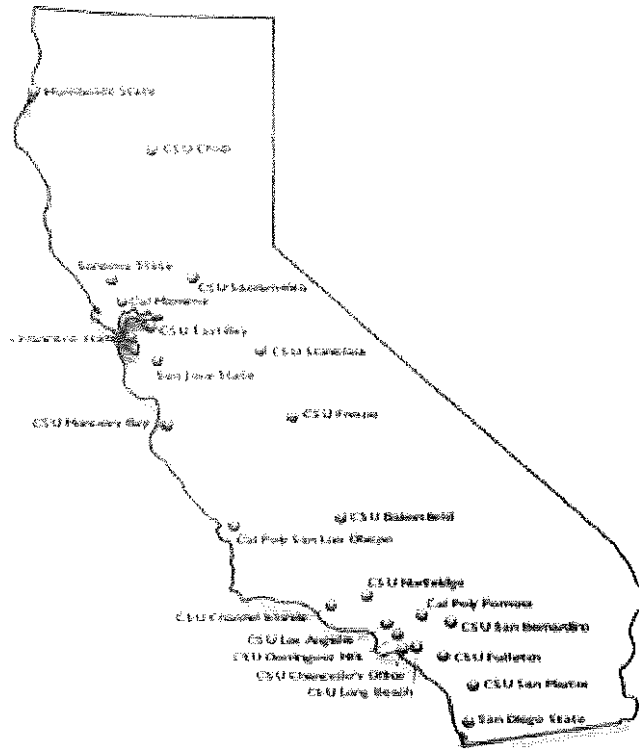 Humboldt State
CSU Chico
Sonoma State
CSU Sacramento
Cal Maritime
CSU East Bay
State
CSU Stanislaus
San Jose State
CSU Monterey Bay
CSU Fresno
CSU Bakersfield
Cal Poly San Luis Obispo
CSU Northridge
CSU Channel Islands
Cal Poly Pomona
CSU San Bernardino
CSU Los Angeles
CSU Dominguez Hills
CSU Fullerton
CSU Chancellor's Office
CSU Long Beach
CSU San Marcos
San Diego State